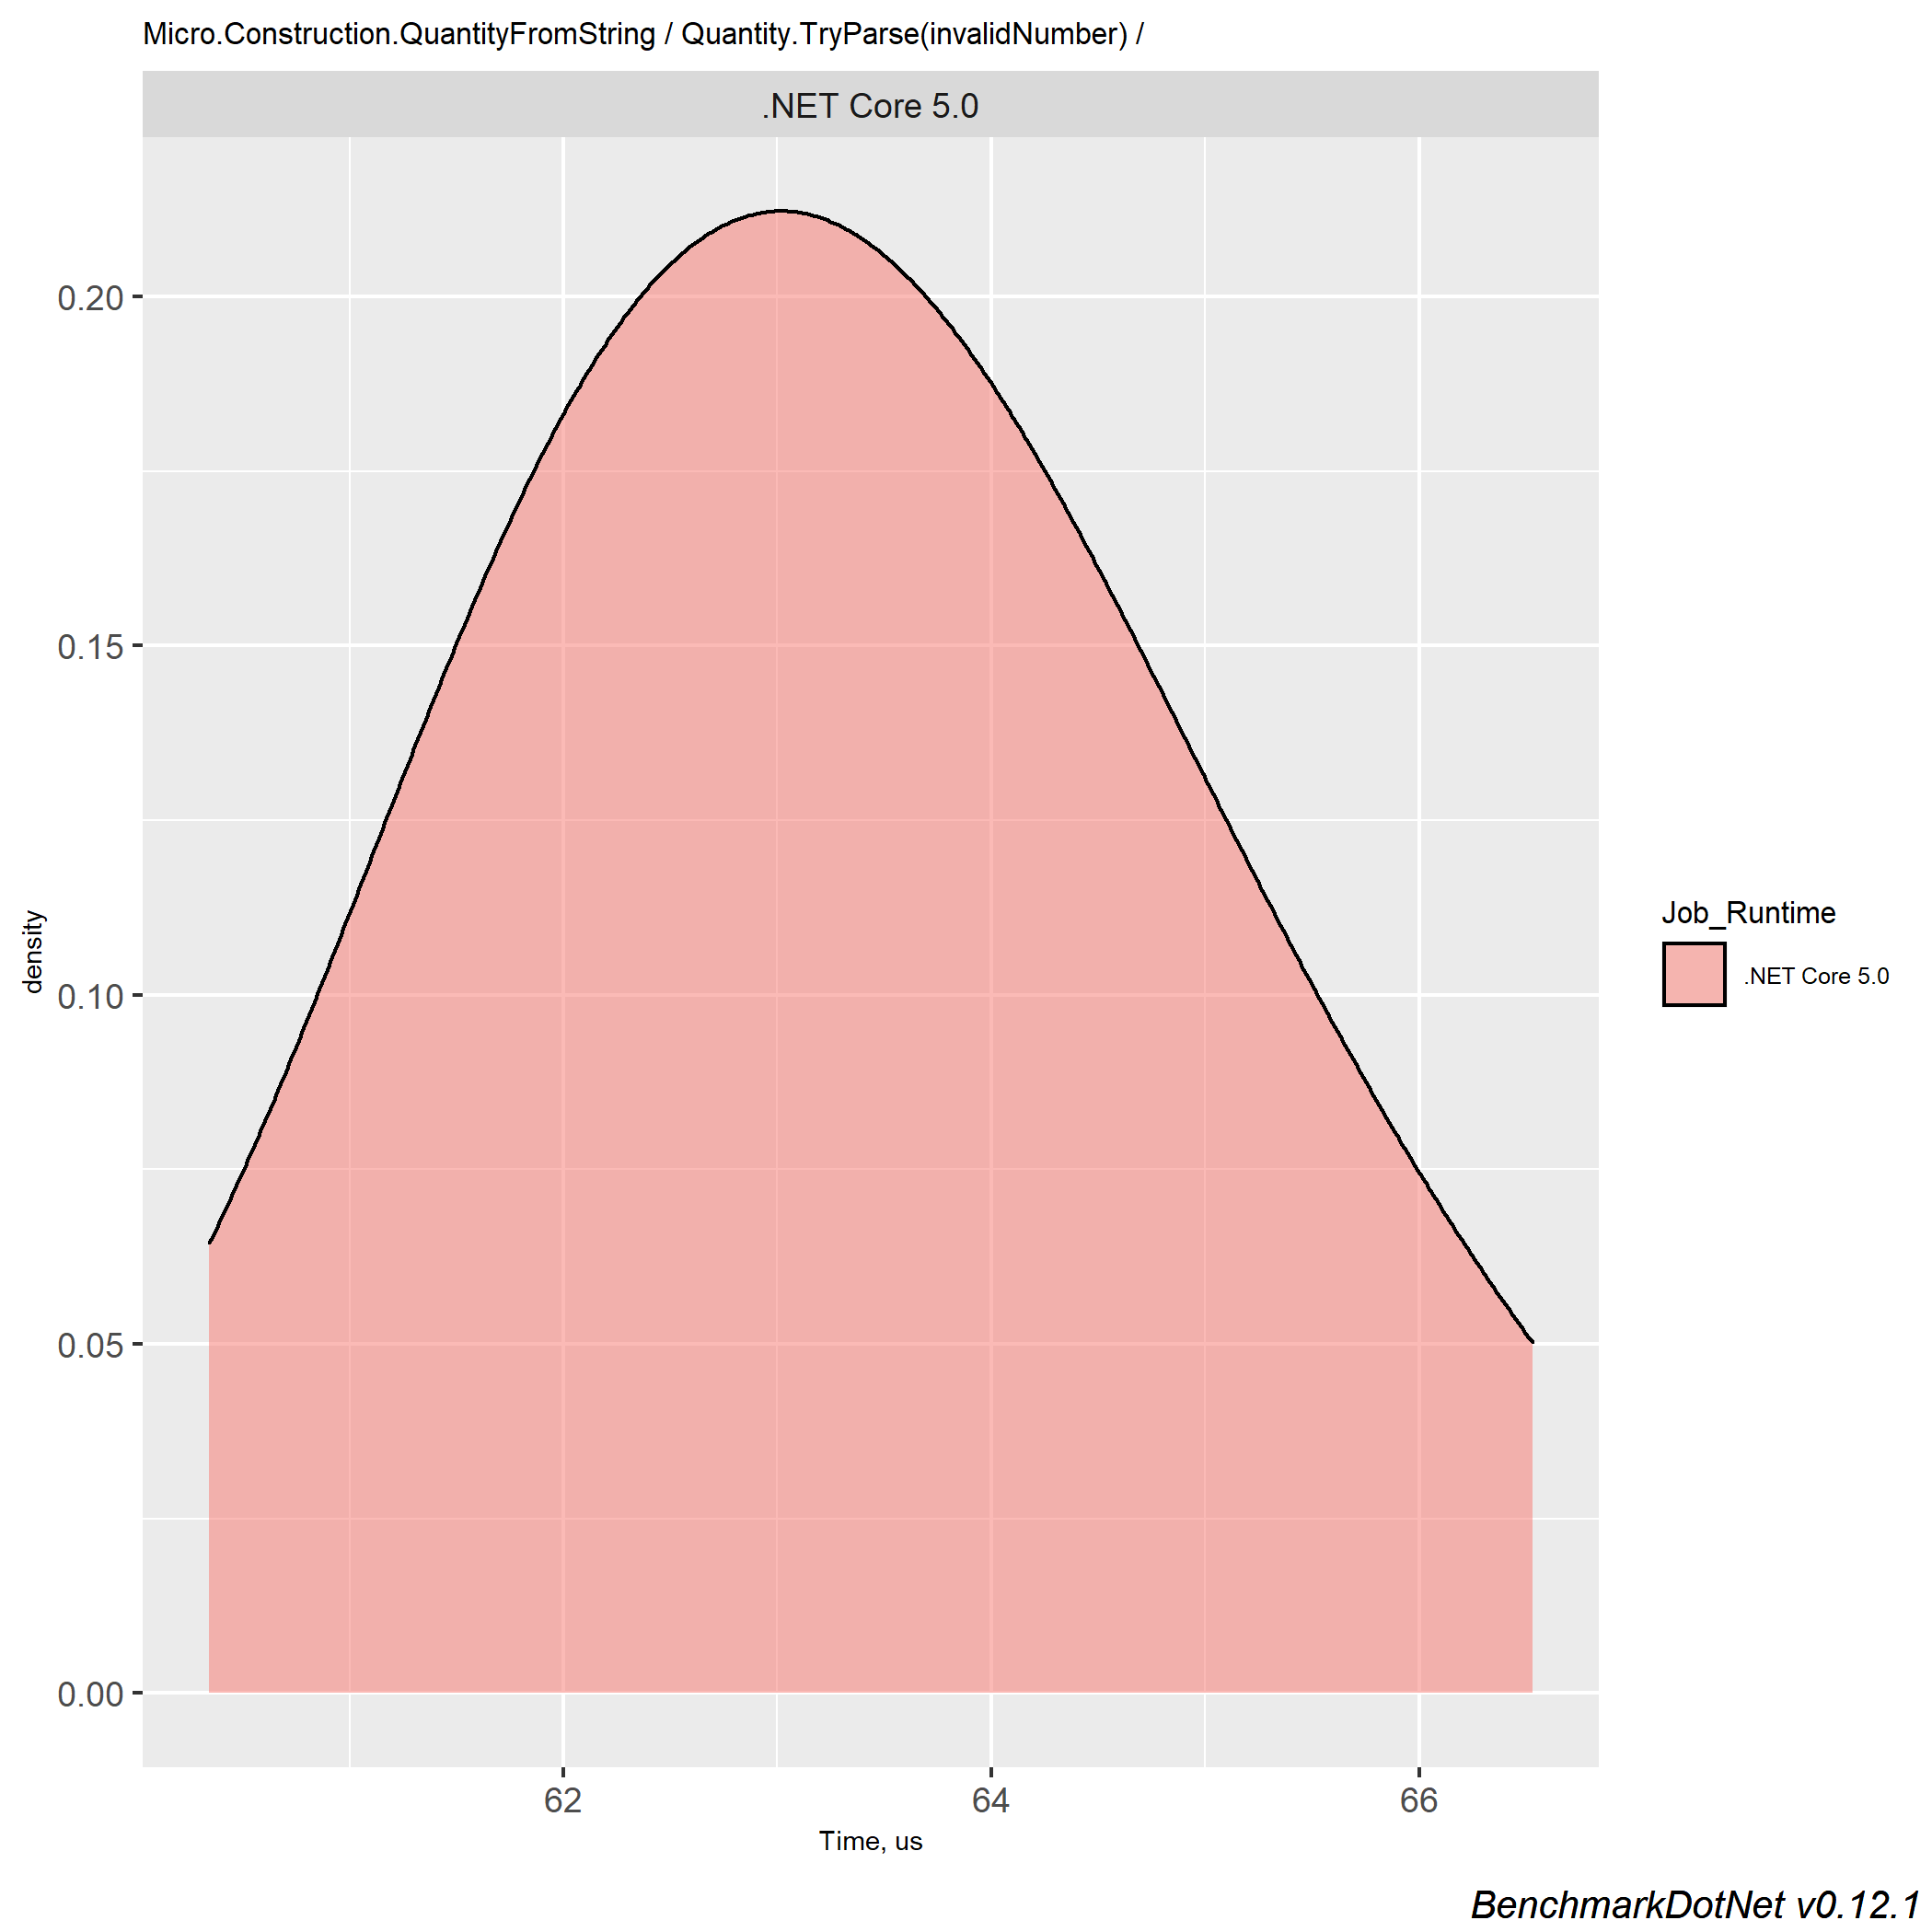 Micro.Construction.QuantityFromString / Quantity.TryParse(invalidNumber) /
.NET Core 5.0
0.20
0.15
0.10
0.05
0.00
density
62 64 66
Time, us
Job_Runtime
.NET Core 5.0
BenchmarkDotNet v0.12.1